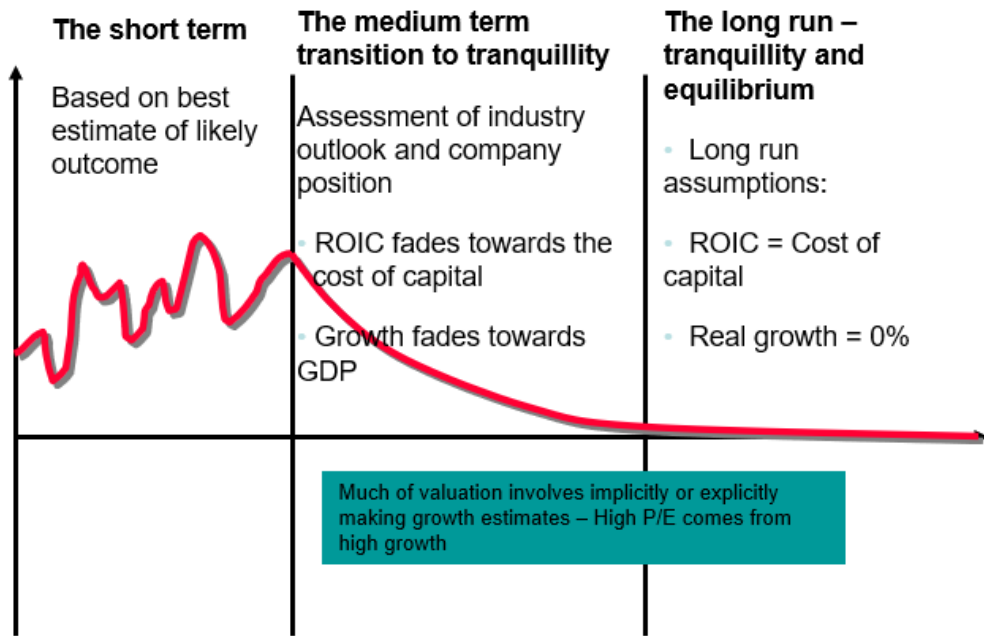 The short term
Based on best
estimate of likely
outcome
The medium term
transition to tranquillity
Assessment of industry
outlook and company
position
• ROIC fades towards the
cost of capital
• Growth fades towards
GDP
The long run –
tranquillity and
equilibrium
• Long run
assumptions:
• ROIC = Cost of
capital
• Real growth = 0%
Much of valuation involves implicitly or explicitly
making growth estimates – High P/E comes from
high growth